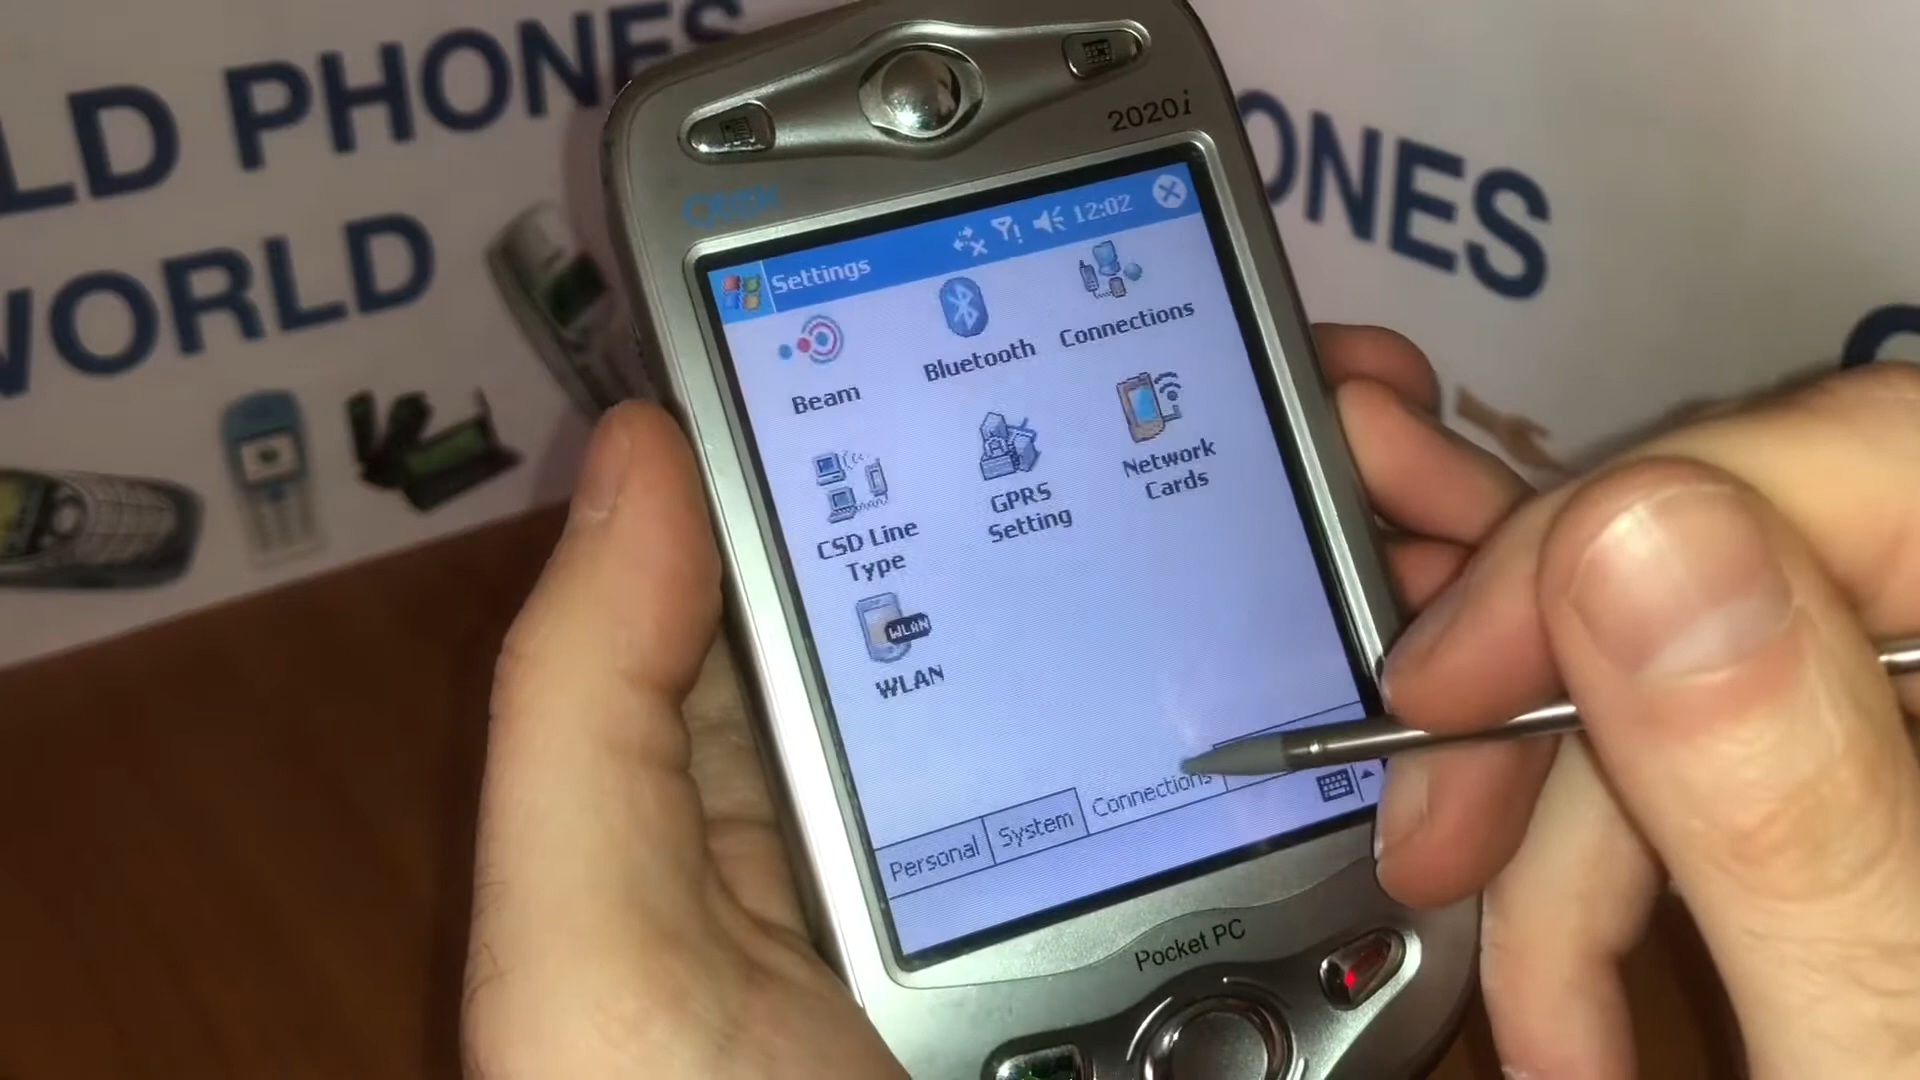 LD PHONES
WORLD
ONES
2020i
Qtek
Settings
12:02
Beam
Bluetooth
Connections
CSD Line
Type
GPRS
Setting
Network
Cards
WLAN
WLAN
Personal
System
Connections
Pocket PC